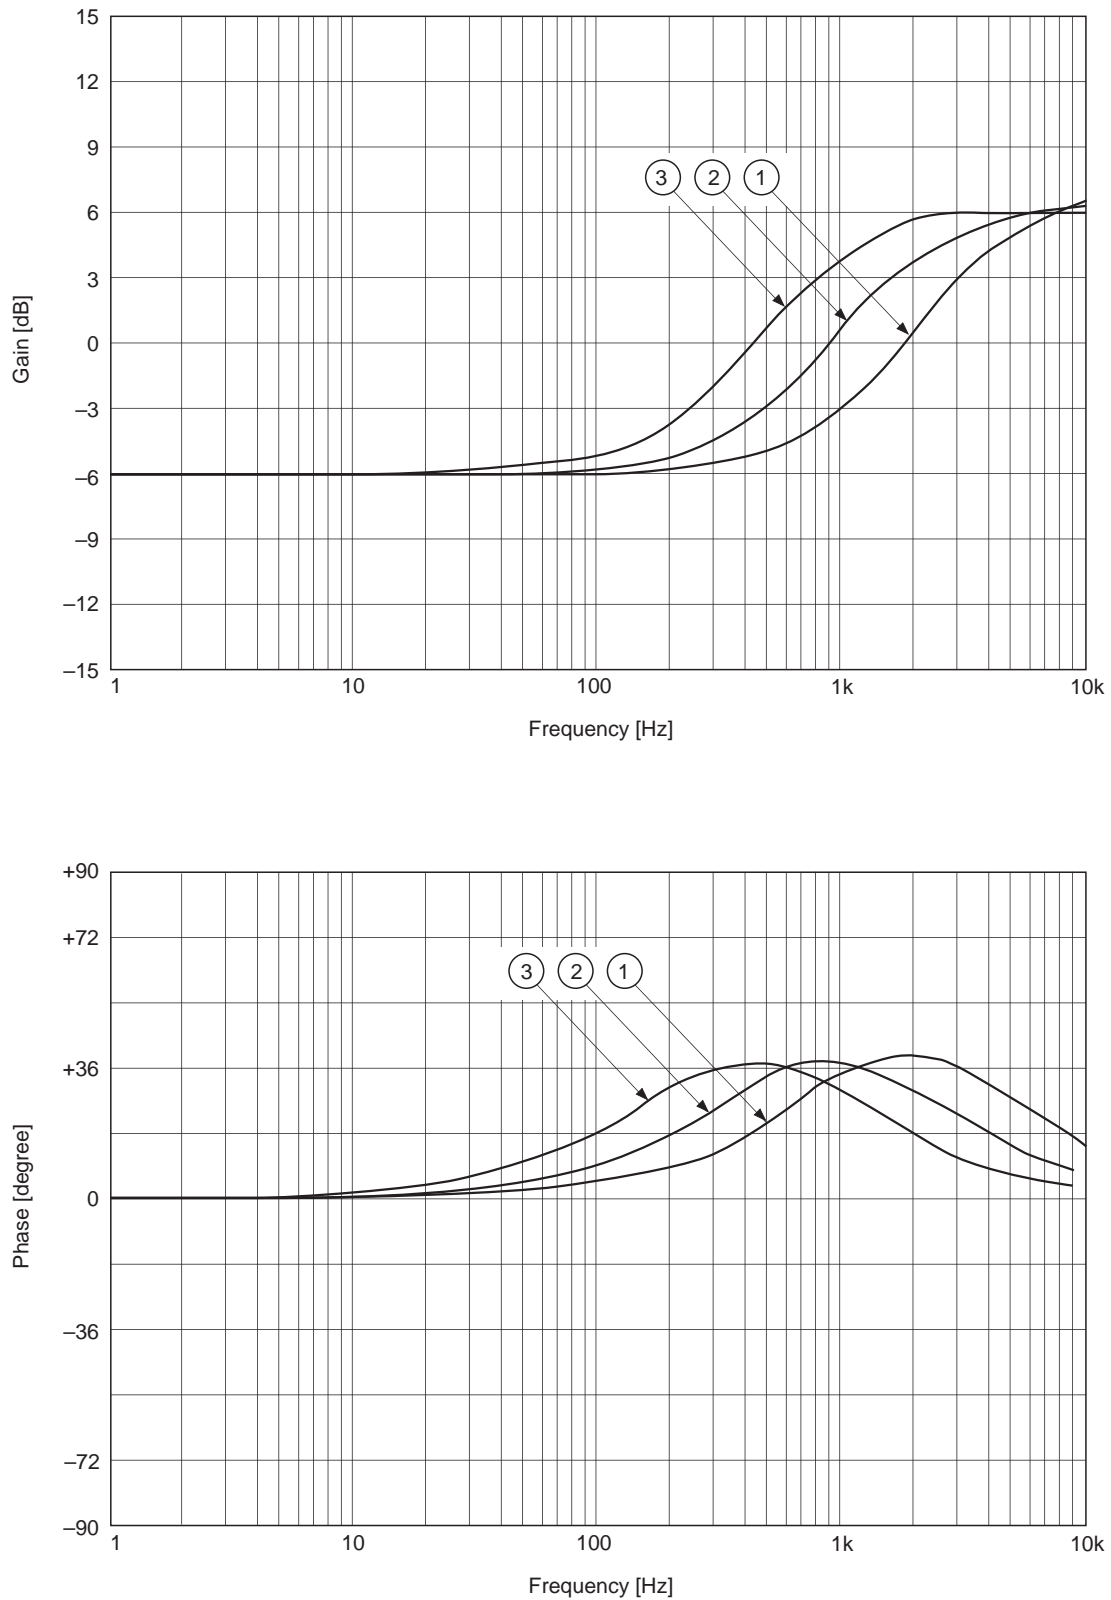 15
12
9
3 2 1
6
3
0
–3
–6
–9
–12
–15
Gain [dB]
1 10 100 1k 10k
Frequency [Hz]
+90
+72
3 2 1
+36
0
–36
–72
–90
Phase [degree]
1 10 100 1k 10k
Frequency [Hz]